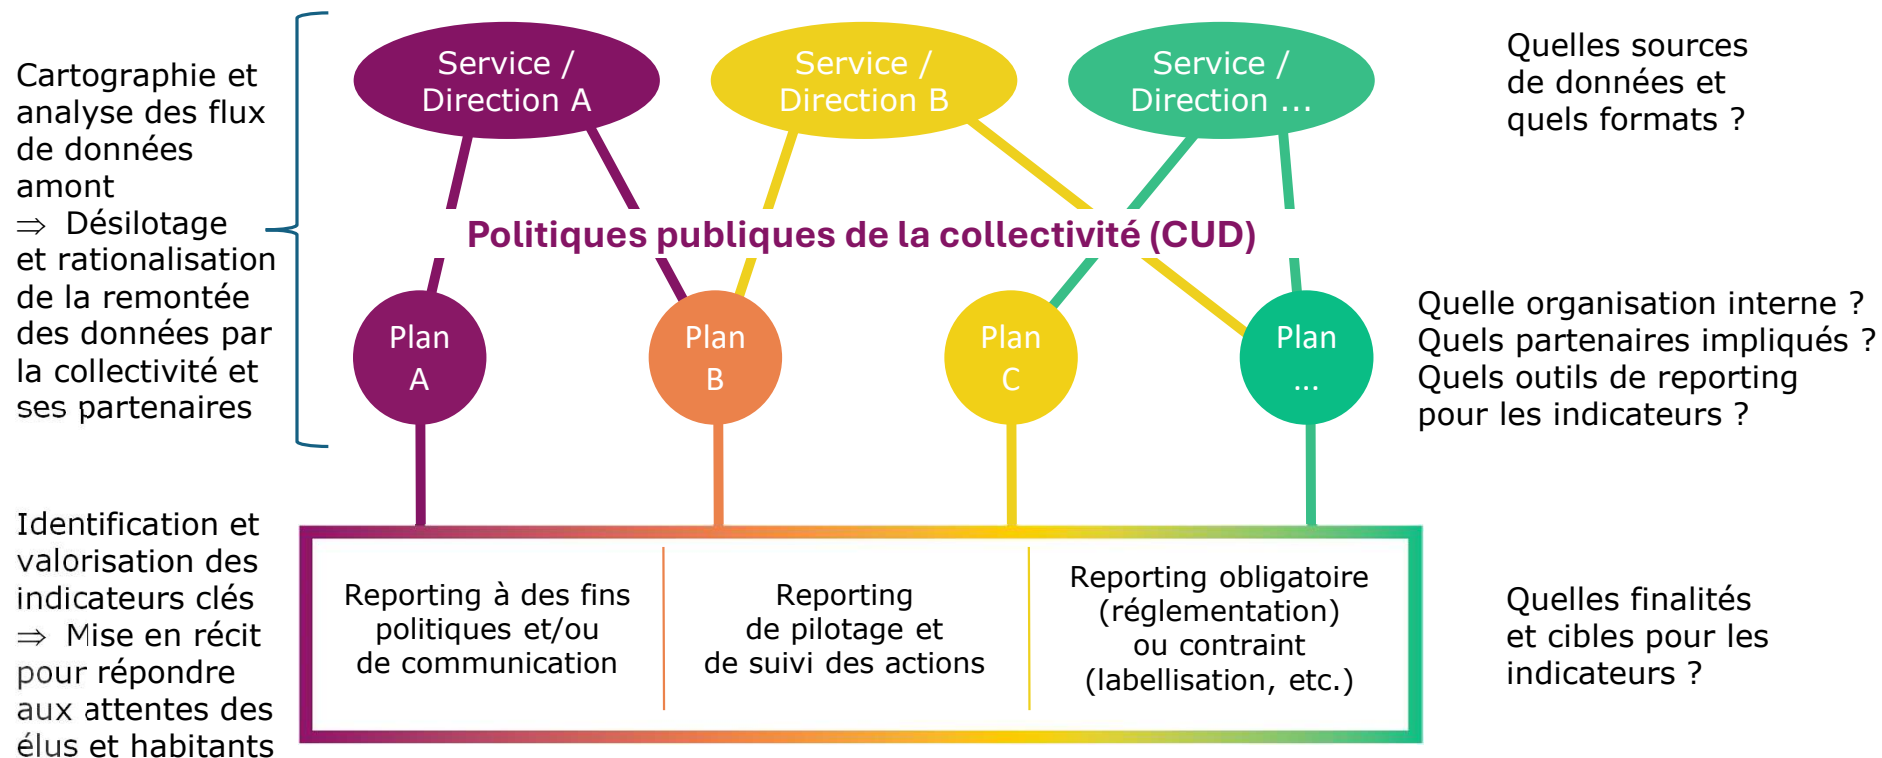 Cartographie et
analyse des flux
de données
amont
⇒ Désilotage
et rationalisation
de la remontée
des données par
la collectivité et
ses partenaires
Service /
Direction A
Service /
Direction B
Service /
Direction ...
Quelles sources
de données et
quels formats ?
Politiques publiques de la collectivité (CUD)
Plan
A
Plan
B
Plan
C
Plan
...
Quelle organisation interne ?
Quels partenaires impliqués ?
Quels outils de reporting
pour les indicateurs ?
Identification et
valorisation des
indicateurs clés
⇒ Mise en récit
pour répondre
aux attentes des
élus et habitants
Reporting à des fins
politiques et/ou
de communication
Reporting
de pilotage et
de suivi des actions
Reporting obligatoire
(réglementation)
ou contraint
(labellisation, etc.)
Quelles finalités
et cibles pour les
indicateurs ?